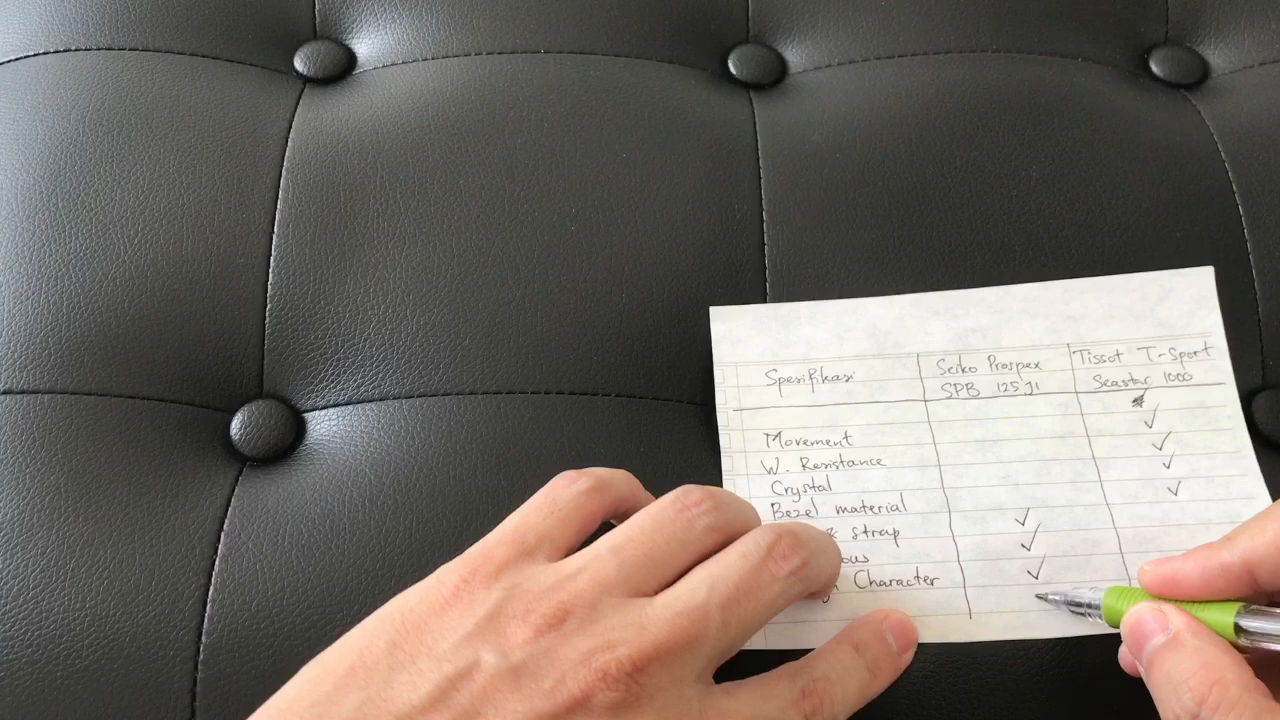 Spesifikasi
Seiko Prospex
SPB 125J1
Tissot T-Sport
Seastar 1000
Movement
✓
W. Resistance
✓
Crystal
✓
Bezel material
✓
& strap
✓
✓
Character
✓